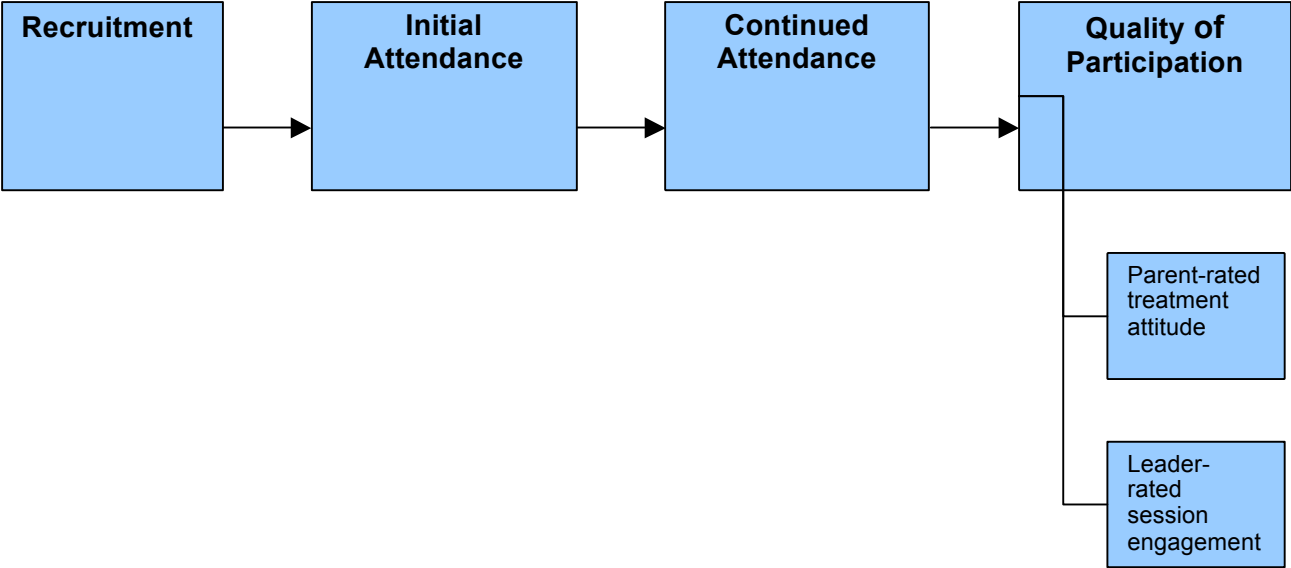 Recruitment
Initial
Attendance
Continued
Attendance
Quality of
Participation
Parent-rated
treatment
attitude
Leader-
rated
session
engagement